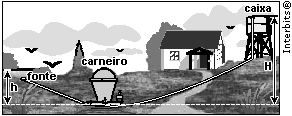 caixa
Interbits®
carneiro
fonte
h
H